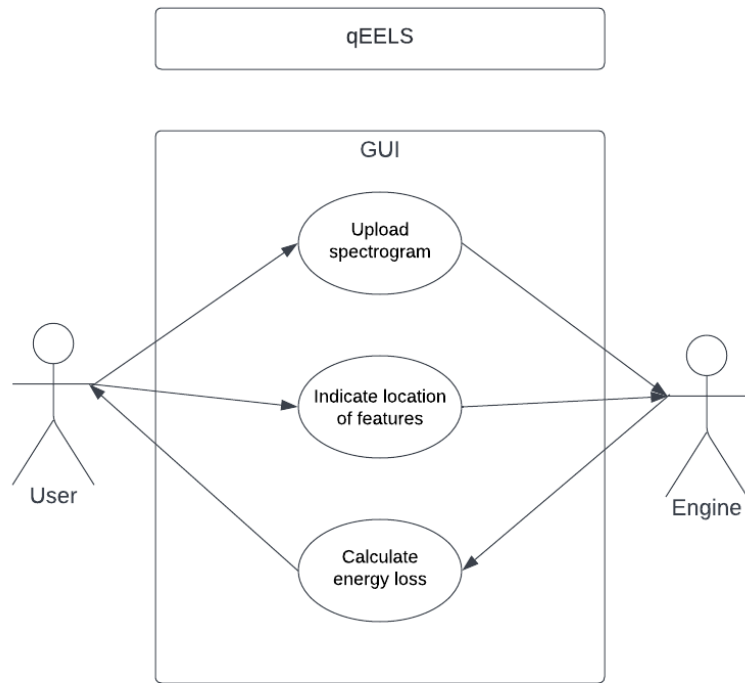 qEELS
GUI
Upload
spectrogram
Indicate location
of features
User
Engine
Calculate
energy loss